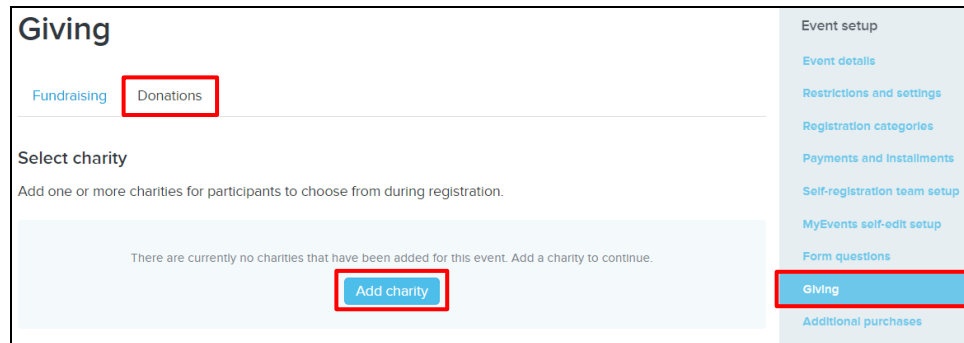 Giving
Fundraising Donations
Select charity
Add one or more charities for participants to choose from during registration.
There are currently no charities that have been added for this event. Add a charity to continue.
Add charity
Event setup
Event details
Restrictions and settings
Registration categories
Payments and Installments
Self-registration team setup
MyEvents self-edit setup
Form questions
Giving
Additional purchases